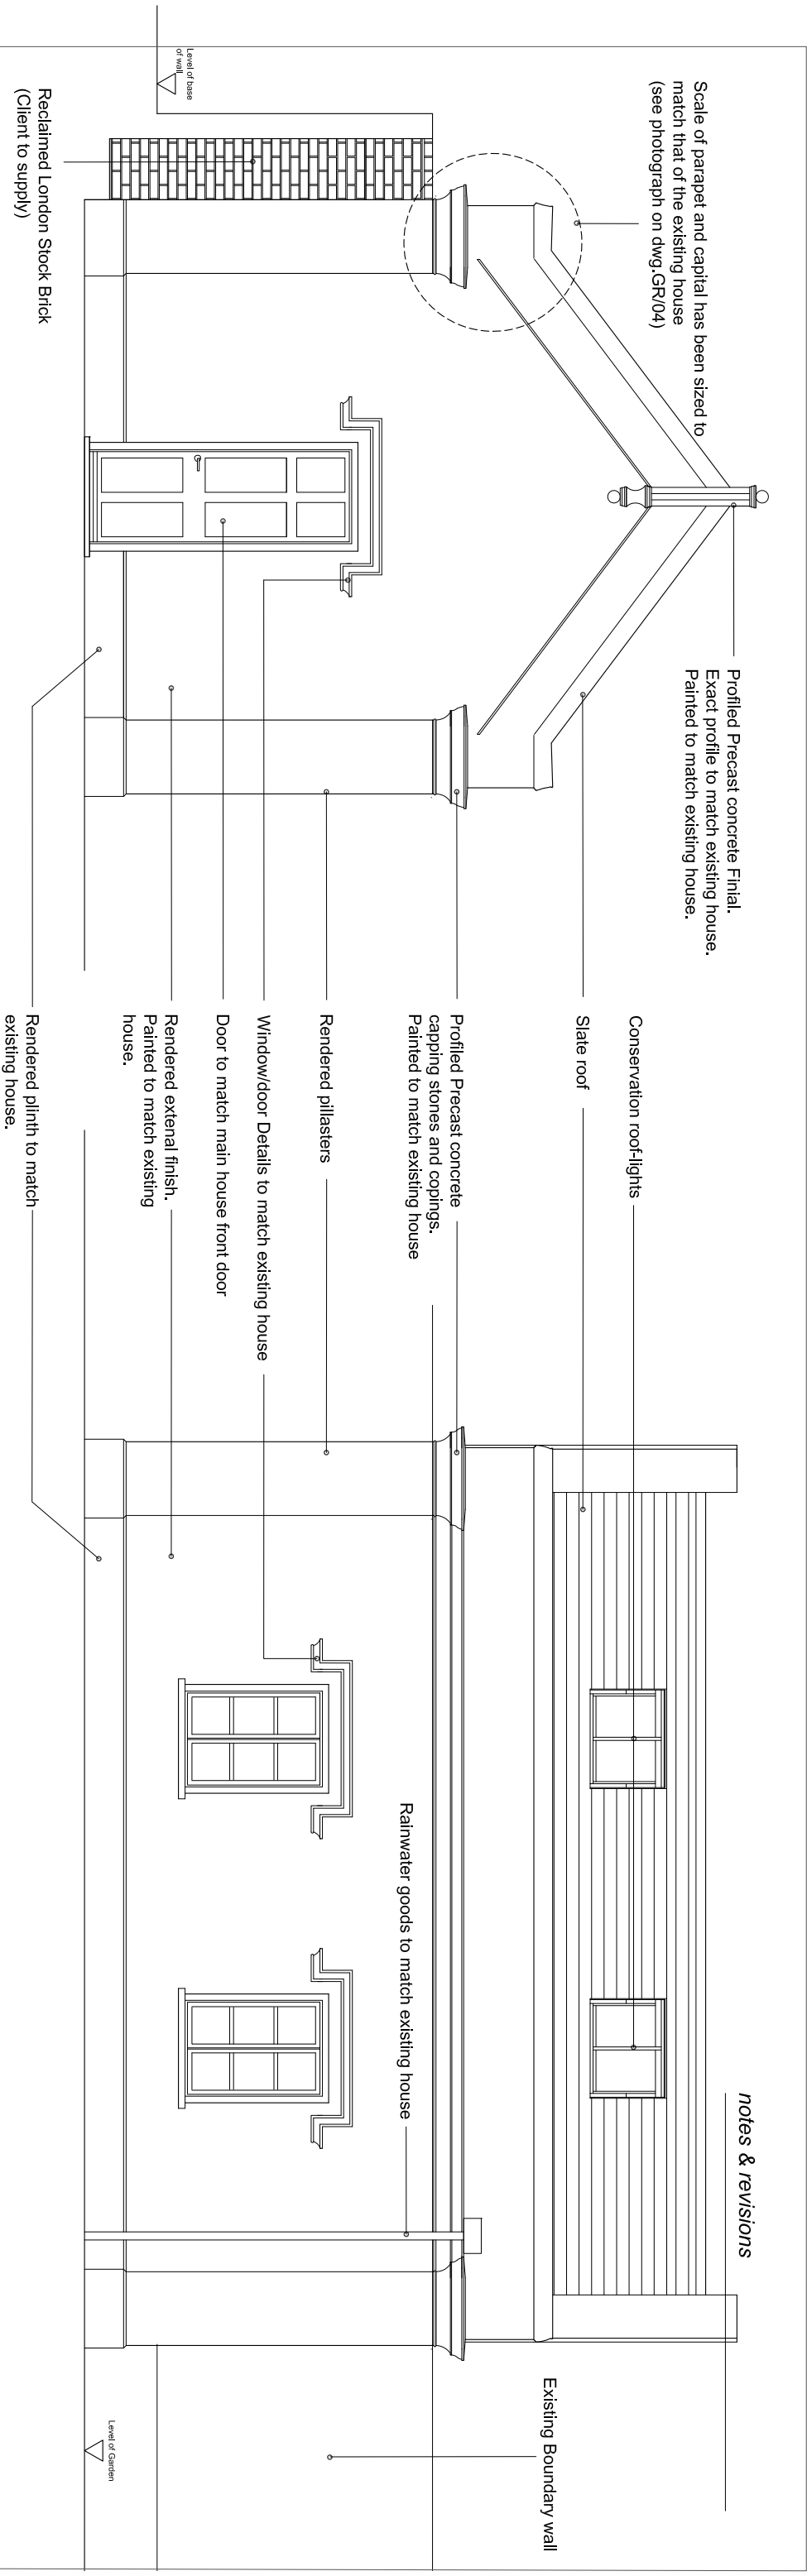 Scale of parapet and capital has been sized to
match that of the existing house
(see photograph on dwg.GR/04)
Level of base
of wall
Reclaimed London Stock Brick
(Client to supply)
Profiled Precast concrete Finial.
Exact profile to match existing house.
Painted to match existing house.
Conservation roof-lights
Slate roof
Profiled Precast concrete
capping stones and copings.
Painted to match existing house
Rendered pillasters
Window/door Details to match existing house
Door to match main house front door
Rendered extenal finish.
Painted to match existing
house.
Rendered plinth to match
existing house.
Rainwater goods to match existing house
notes & revisions
Existing Boundary wall
Level of Garden